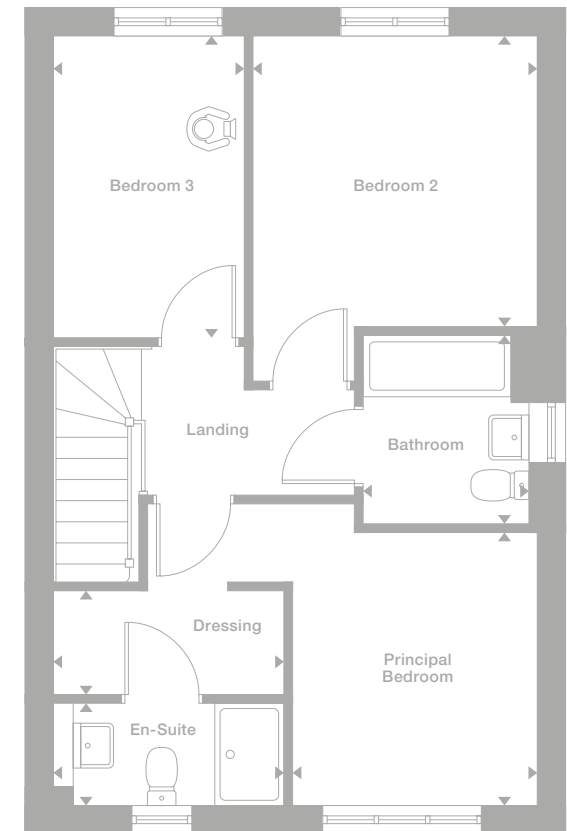 Bedroom 3
Bedroom 2
Landing
Bathroom
Dressing
Principal
Bedroom
En-Suite